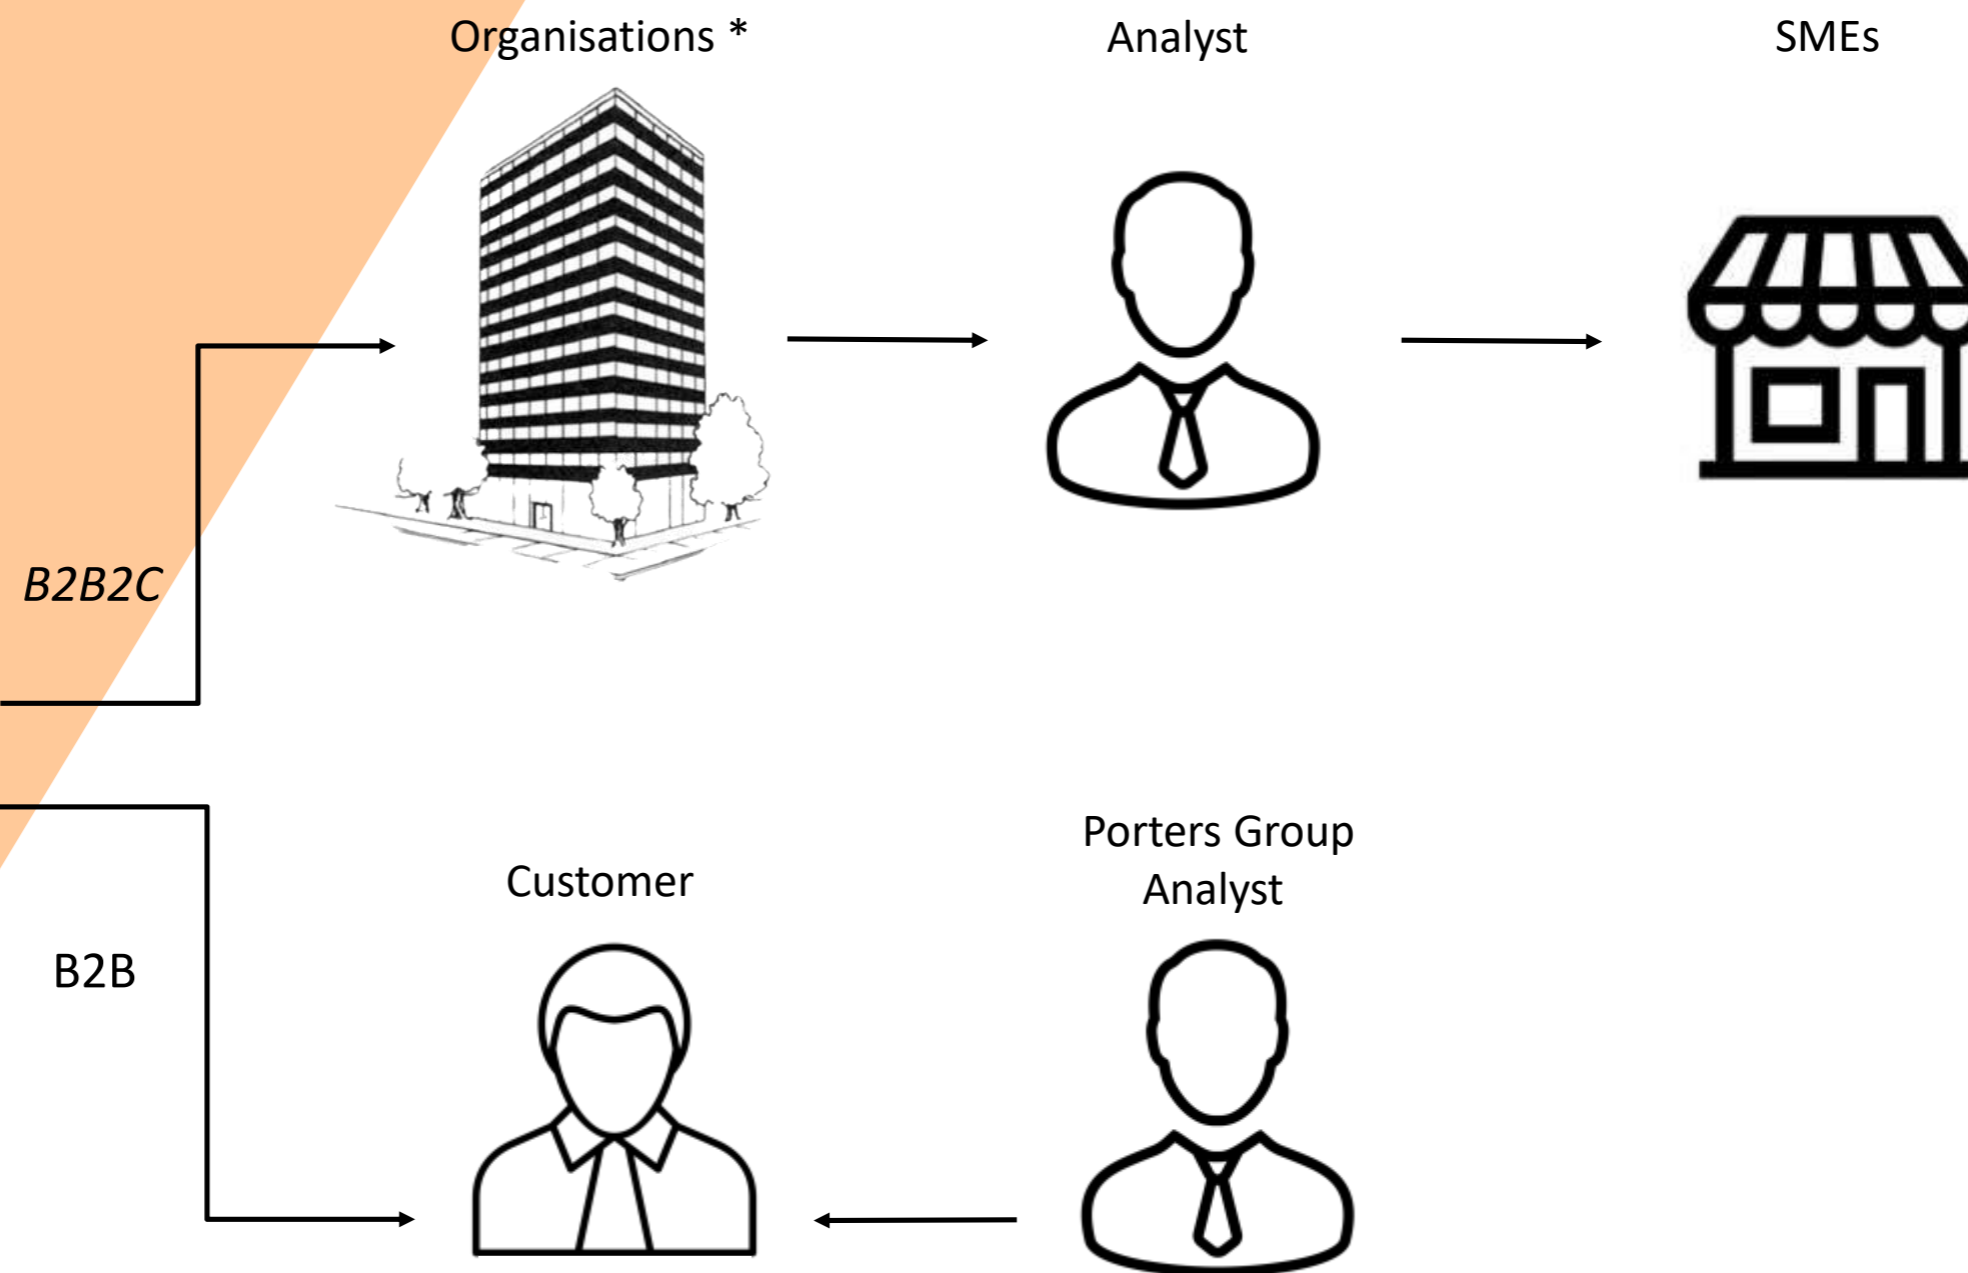 Organisations *
Analyst
SMEs
B2B2C
Porters Group
Analyst
Customer
B2B